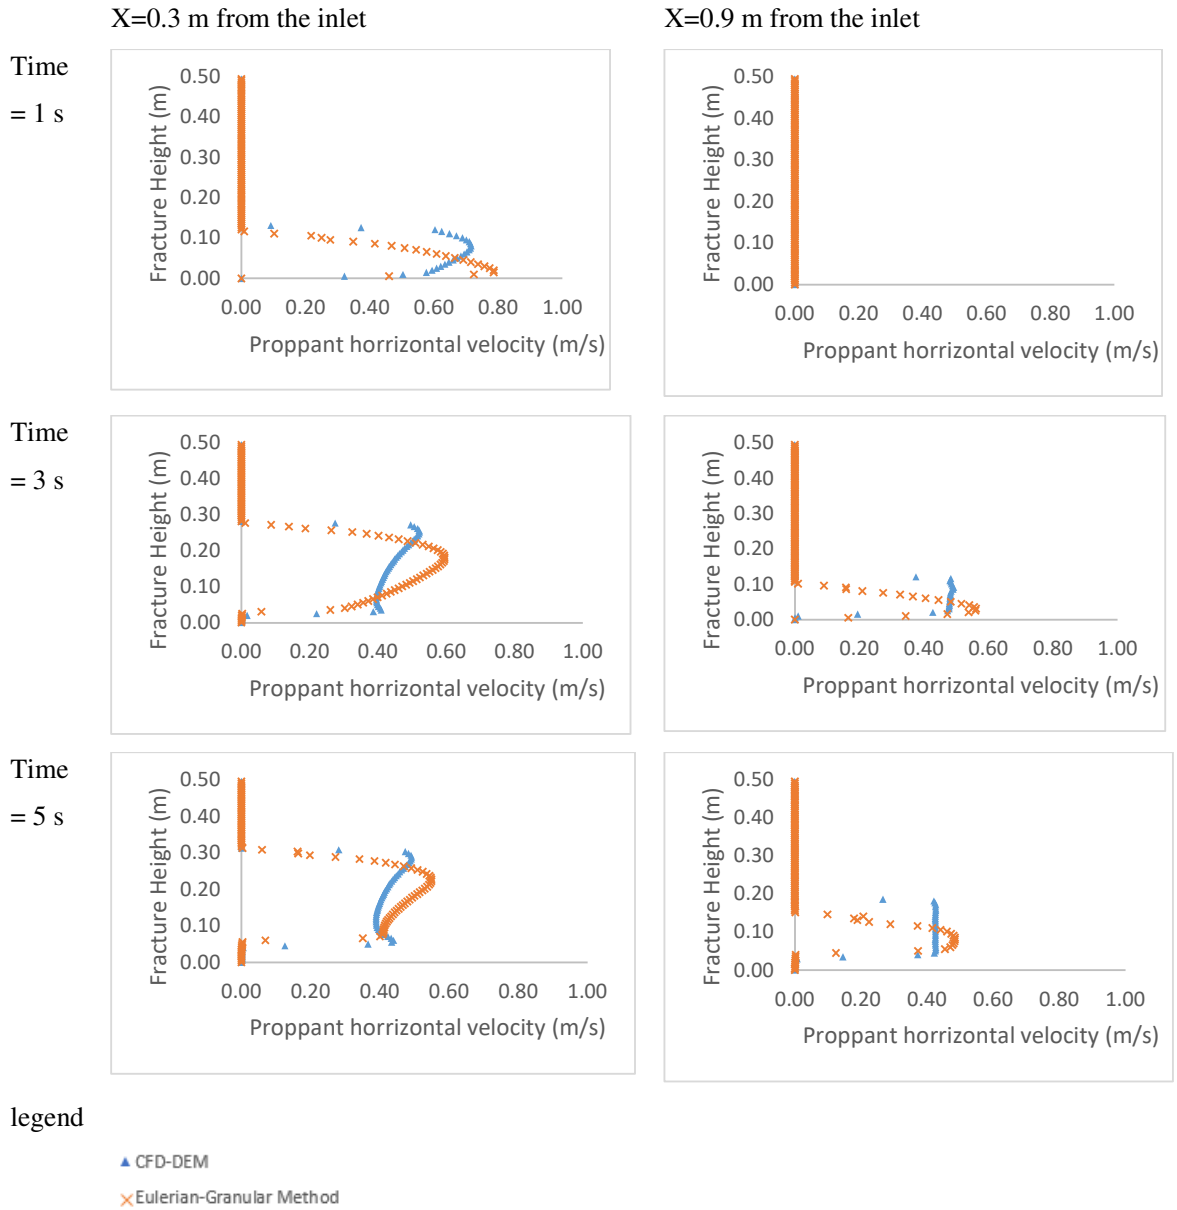 X=0.3 m from the inlet
X=0.9 m from the inlet
Time
= 1 s
Fracture Height (m)
0.50
0.40
0.30
0.20
0.10
0.00
0.00 0.20 0.40 0.60 0.80 1.00
Proppant horrizontal velocity (m/s)
Fracture Height (m)
0.50
0.40
0.30
0.20
0.10
0.00
0.00 0.20 0.40 0.60 0.80 1.00
Proppant horrizontal velocity (m/s)
Time
= 3 s
Fracture Height (m)
0.50
0.40
0.30
0.20
0.10
0.00
0.00 0.20 0.40 0.60 0.80 1.00
Proppant horrizontal velocity (m/s)
Fracture Height (m)
0.50
0.40
0.30
0.20
0.10
0.00
0.00 0.20 0.40 0.60 0.80 1.00
Proppant horrizontal velocity (m/s)
Time
= 5 s
Fracture Height (m)
0.50
0.40
0.30
0.20
0.10
0.00
0.00 0.20 0.40 0.60 0.80 1.00
Proppant horrizontal velocity (m/s)
Fracture Height (m)
0.50
0.40
0.30
0.20
0.10
0.00
0.00 0.20 0.40 0.60 0.80 1.00
Proppant horrizontal velocity (m/s)
legend
CFD-DEM
Eulerian-Granular Method